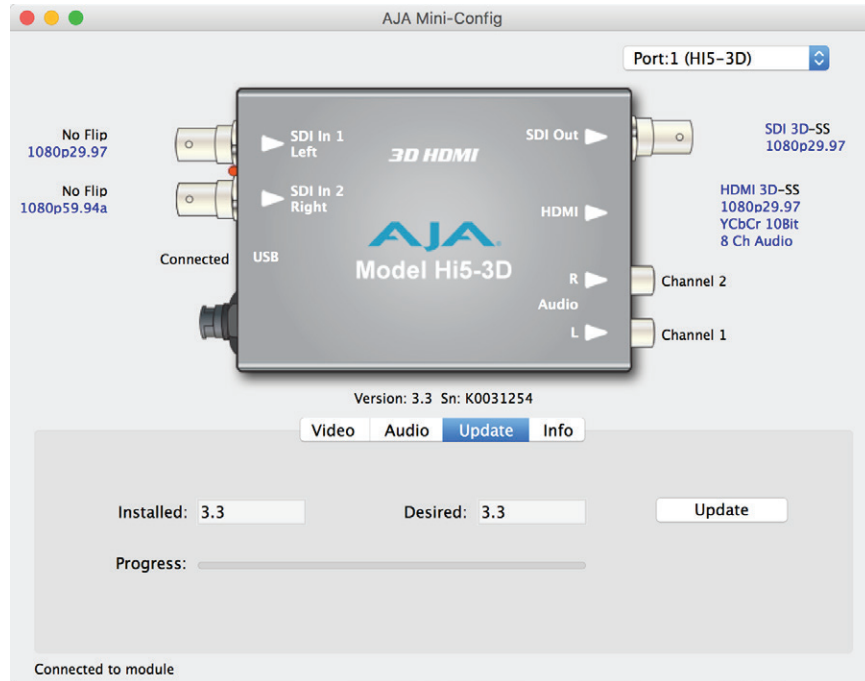 AJA Mini-Config
Port:1 (HI5-3D)
No Flip
1080p29.97
No Flip
1080p59.94a
Connected
USB
SDI In 1
Left
SDI In 2
Right
3D HDMI
AJA
Model Hi5-3D
SDI Out
HDMI
R
Audio
L
SDI 3D-SS
1080p29.97
HDMI 3D-SS
1080p29.97
YCbCr 10Bit
8 Ch Audio
Channel 2
Channel 1
Version: 3.3 Sn: K0031254
Video Audio Update Info
Installed: 3.3 Desired: 3.3 Update
Progress:
Connected to module